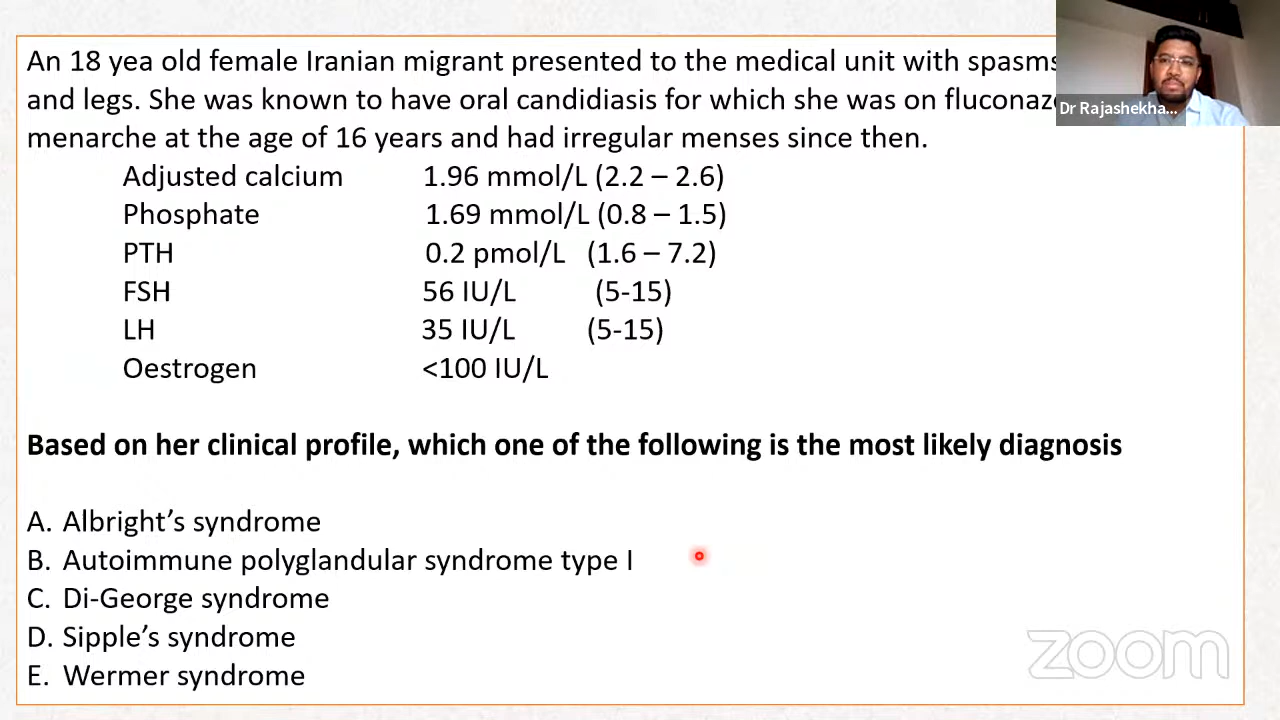 An 18 yea old female Iranian migrant presented to the medical unit with spasms
and legs. She was known to have oral candidiasis for which she was on
menarche at the age of 16 years and had irregular menses since then.
Adjusted calcium 1.96 mmol/L (2.2 – 2.6)
Phosphate 1.69 mmol/L (0.8 – 1.5)
PTH 0.2 pmol/L (1.6 – 7.2)
FSH 56 IU/L (5-15)
LH 35 IU/L (5-15)
Oestrogen <100 IU/L
Based on her clinical profile, which one of the following is the most likely diagnosis
A. Albright’s syndrome
B. Autoimmune polyglandular syndrome type I
C. Di-George syndrome
D. Sipple’s syndrome
E. Wermer syndrome
Dr Rajashekha...
zoom